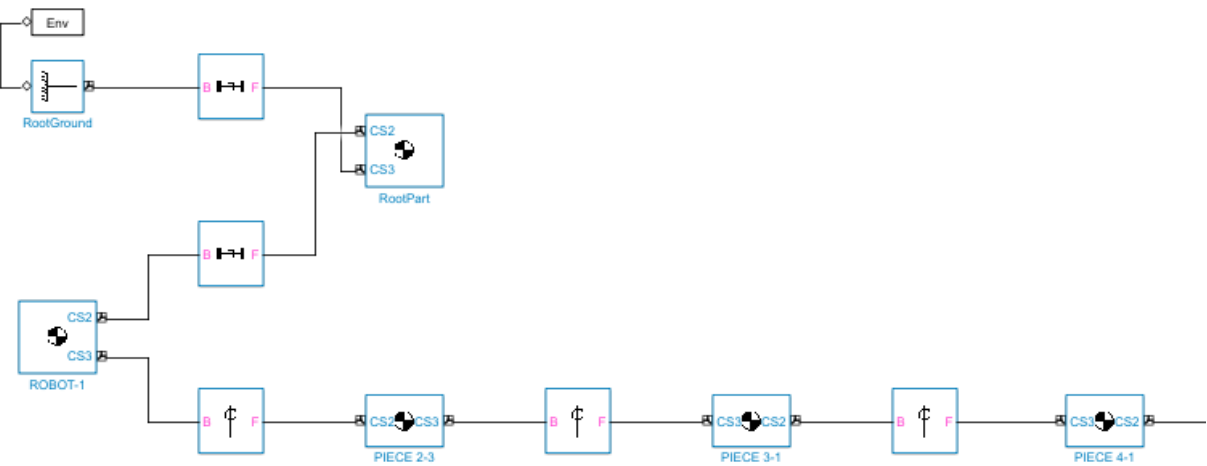 Env
B F
RootGround
CS2
CS3
RootPart
B F
CS2
CS3
ROBOT-1
B F
CS2 CS3
PIECE 2-3
B F
CS3 CS2
PIECE 3-1
B F
CS3 CS2
PIECE 4-1